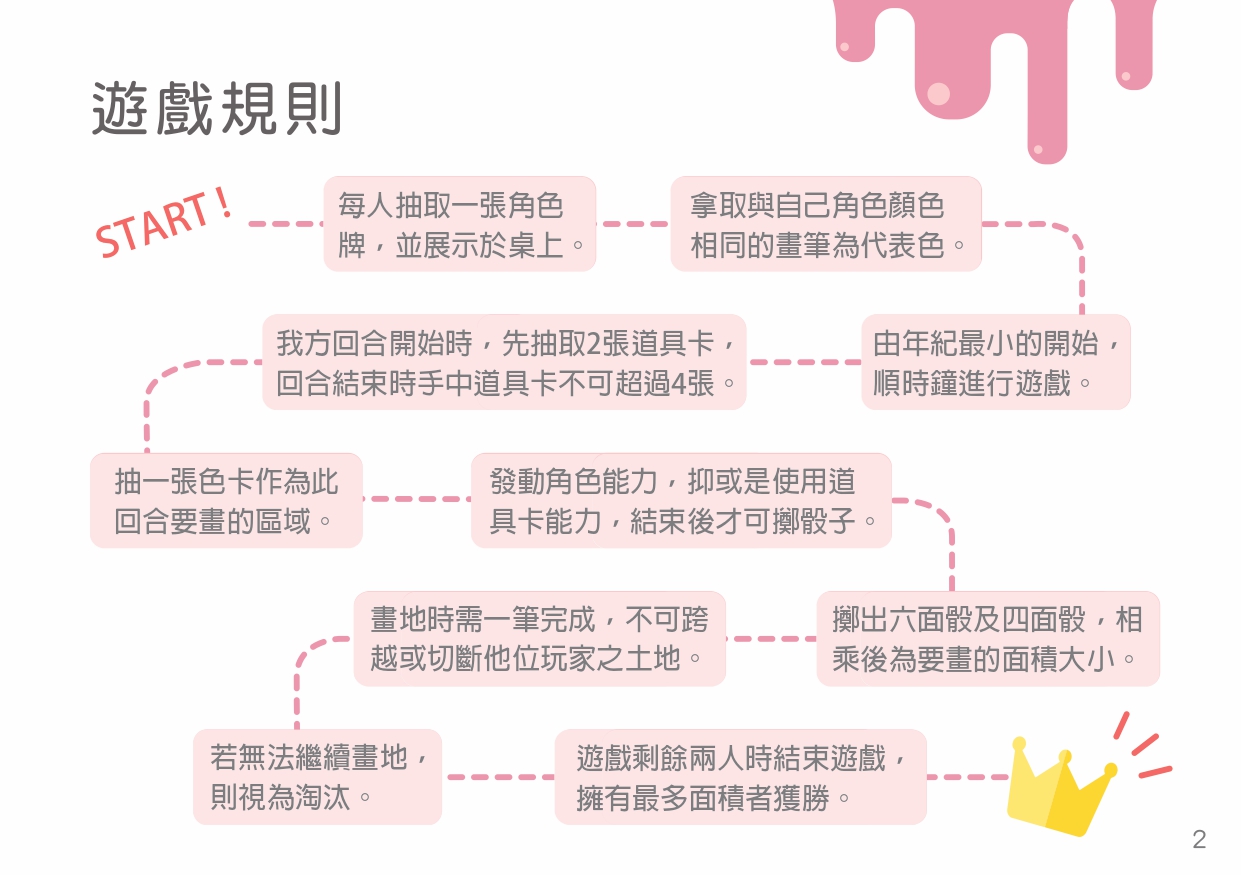 遊戲規則
START!
每人抽取一張角色
牌，並展示於桌上。
拿取與自己角色顏色
相同的畫筆為代表色。
由年紀最小的開始，
順時鐘進行遊戲。
我方回合開始時，先抽取2張道具卡，
回合結束時手中道具卡不可超過4張。
抽一張色卡作為此
回合要畫的區域。
發動角色能力，抑或是使用道
具卡能力，結束後才可擲骰子。
擲出六面骰及四面骰，相
乘後為要畫的面積大小。
畫地時需一筆完成，不可跨
越或切斷他位玩家之土地。
若無法繼續畫地，
則視為淘汰。
遊戲剩餘兩人時結束遊戲，
擁有最多面積者獲勝。
2